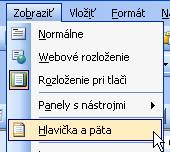 Zobraziť Vložiť Formát N
Normálne
Webové rozloženie
Rozloženie pri tlači
Panely s nástrojmi
Hlavička a päta